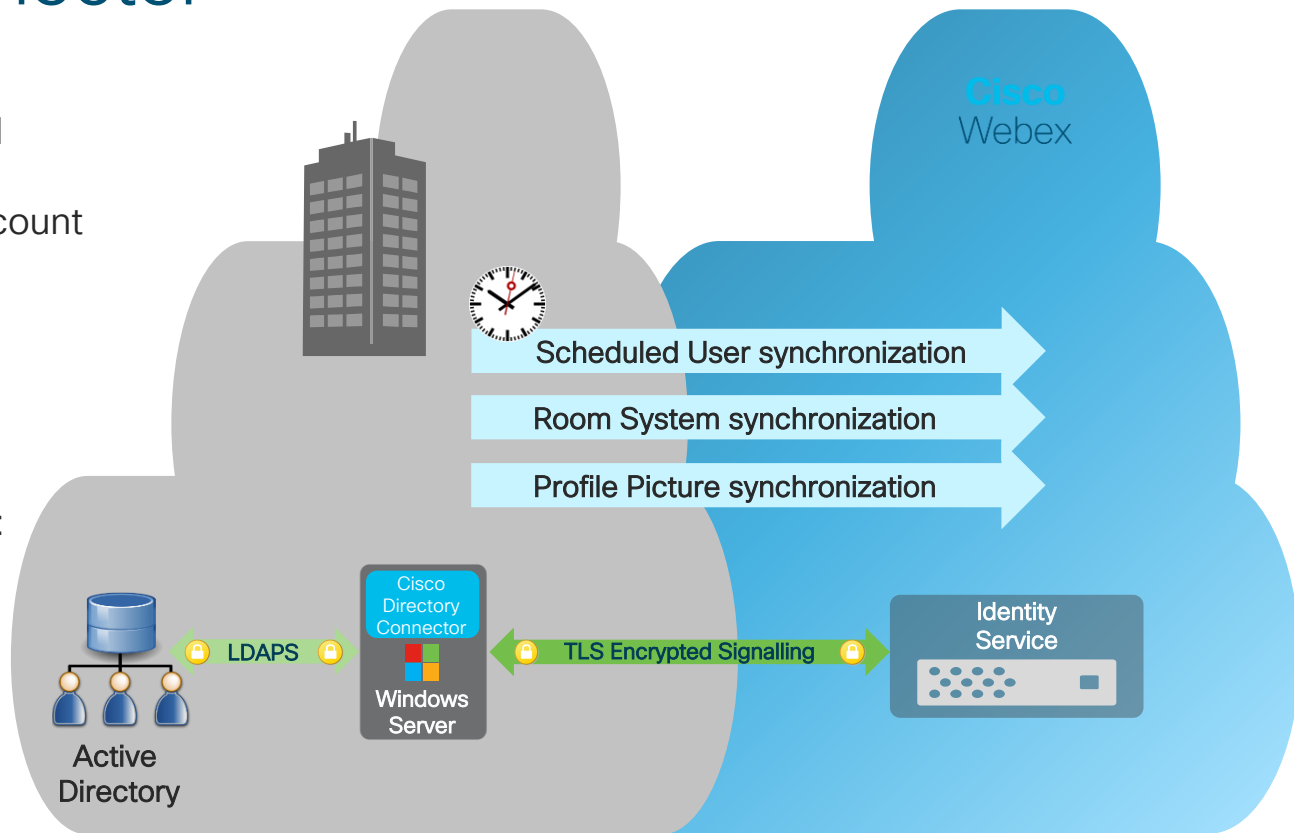 Cisco
Webex
count
Scheduled User synchronization
Room System synchronization
Profile Picture synchronization
Cisco
Directory
Connector
Identity
Service
LDAPS
TLS Encrypted Signalling
Windows
Server
Active
Directory